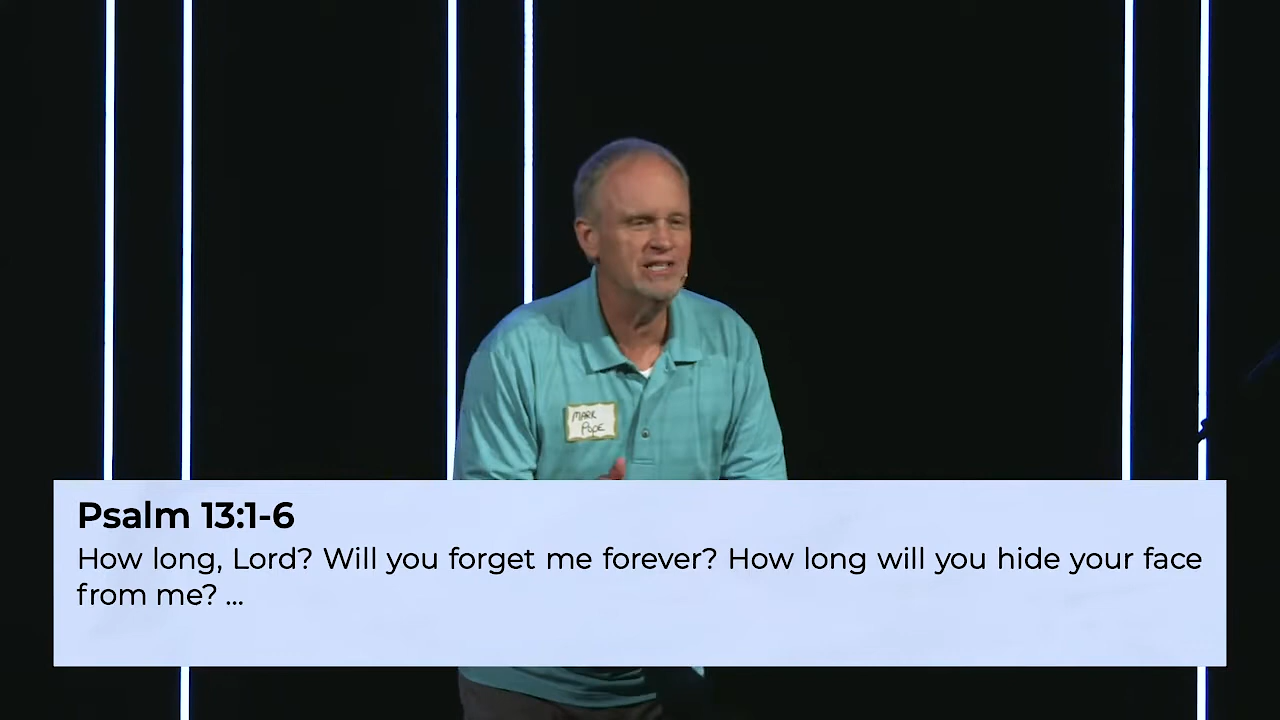 MARK
POPE
Psalm 13:1-6
How long, Lord? Will you forget me forever? How long will you hide your face
from me? ...